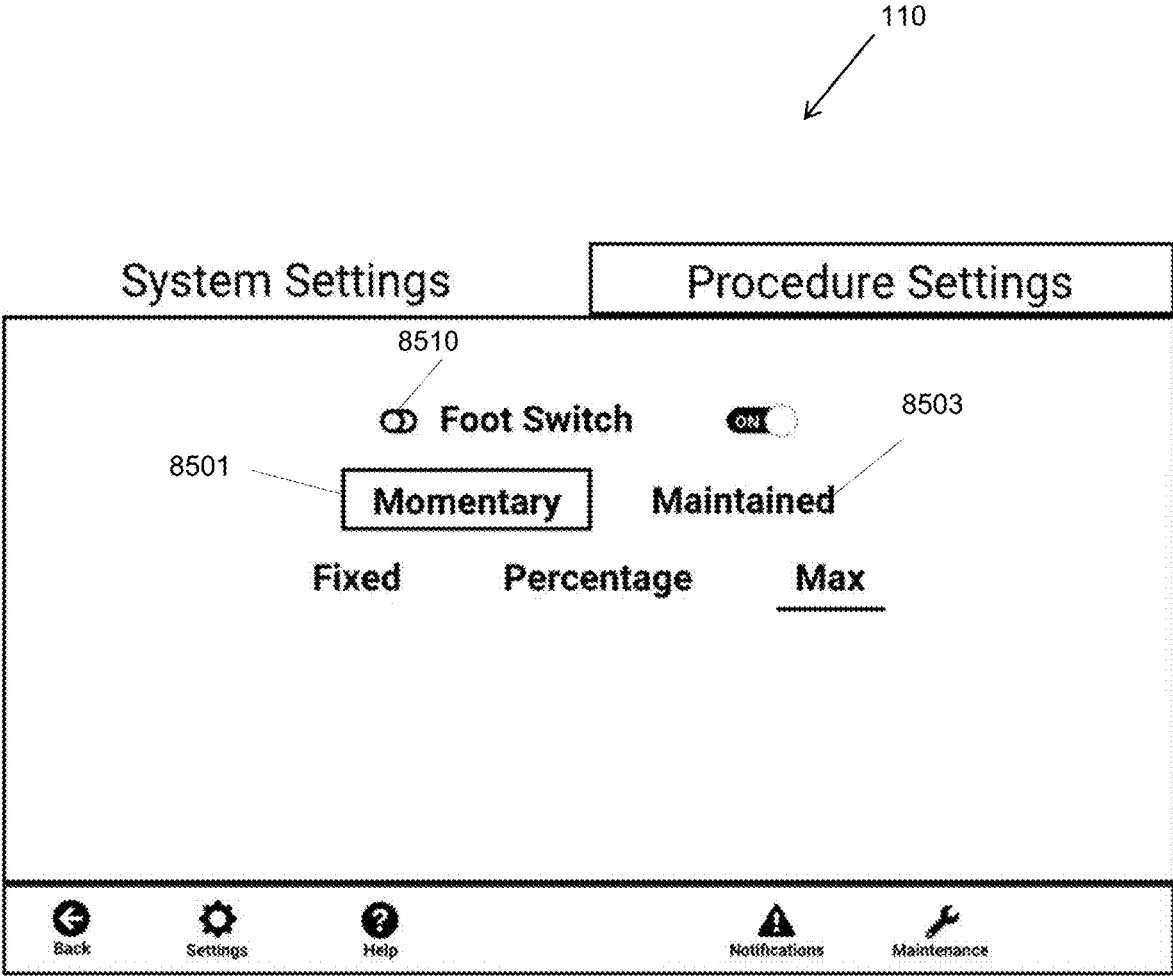 110
System Settings Procedure Settings
8510
Foot Switch ON
8503
8501
Momentary Maintained
Fixed Percentage Max
Back Settings Help Notifications Maintenance